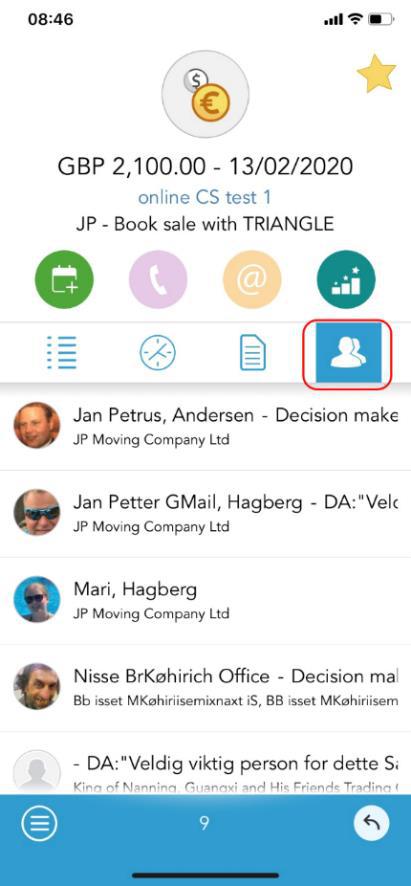 08:46
GBP 2,100.00 - 13/02/2020
online CS test 1
JP - Book sale with TRIANGLE
Jan Petrus, Andersen - Decision make
JP Moving Company Ltd
Jan Petter GMail, Hagberg - DA:"Velc
JP Moving Company Ltd
Mari, Hagberg
JP Moving Company Ltd
Nisse BrKøhirich Office - Decision mal
Bb isset MKøhiriisemixnaxt iS, BB isset MKøhiriisem
- DA:"Veldig viktig person for dette Sa
King of Nanning, Guangxi and His Friends Trading
9